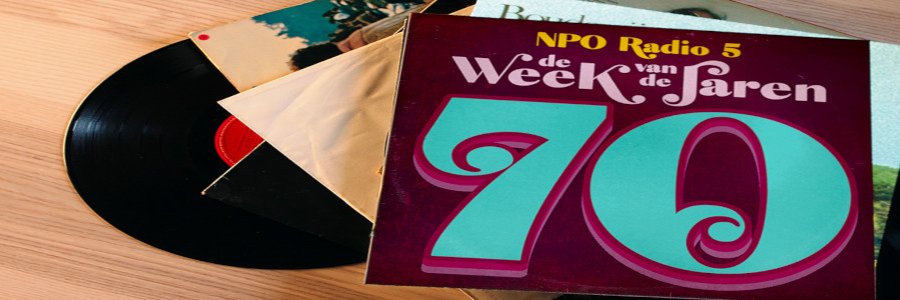 NPO Radio 5
de Week van de Jaren
70